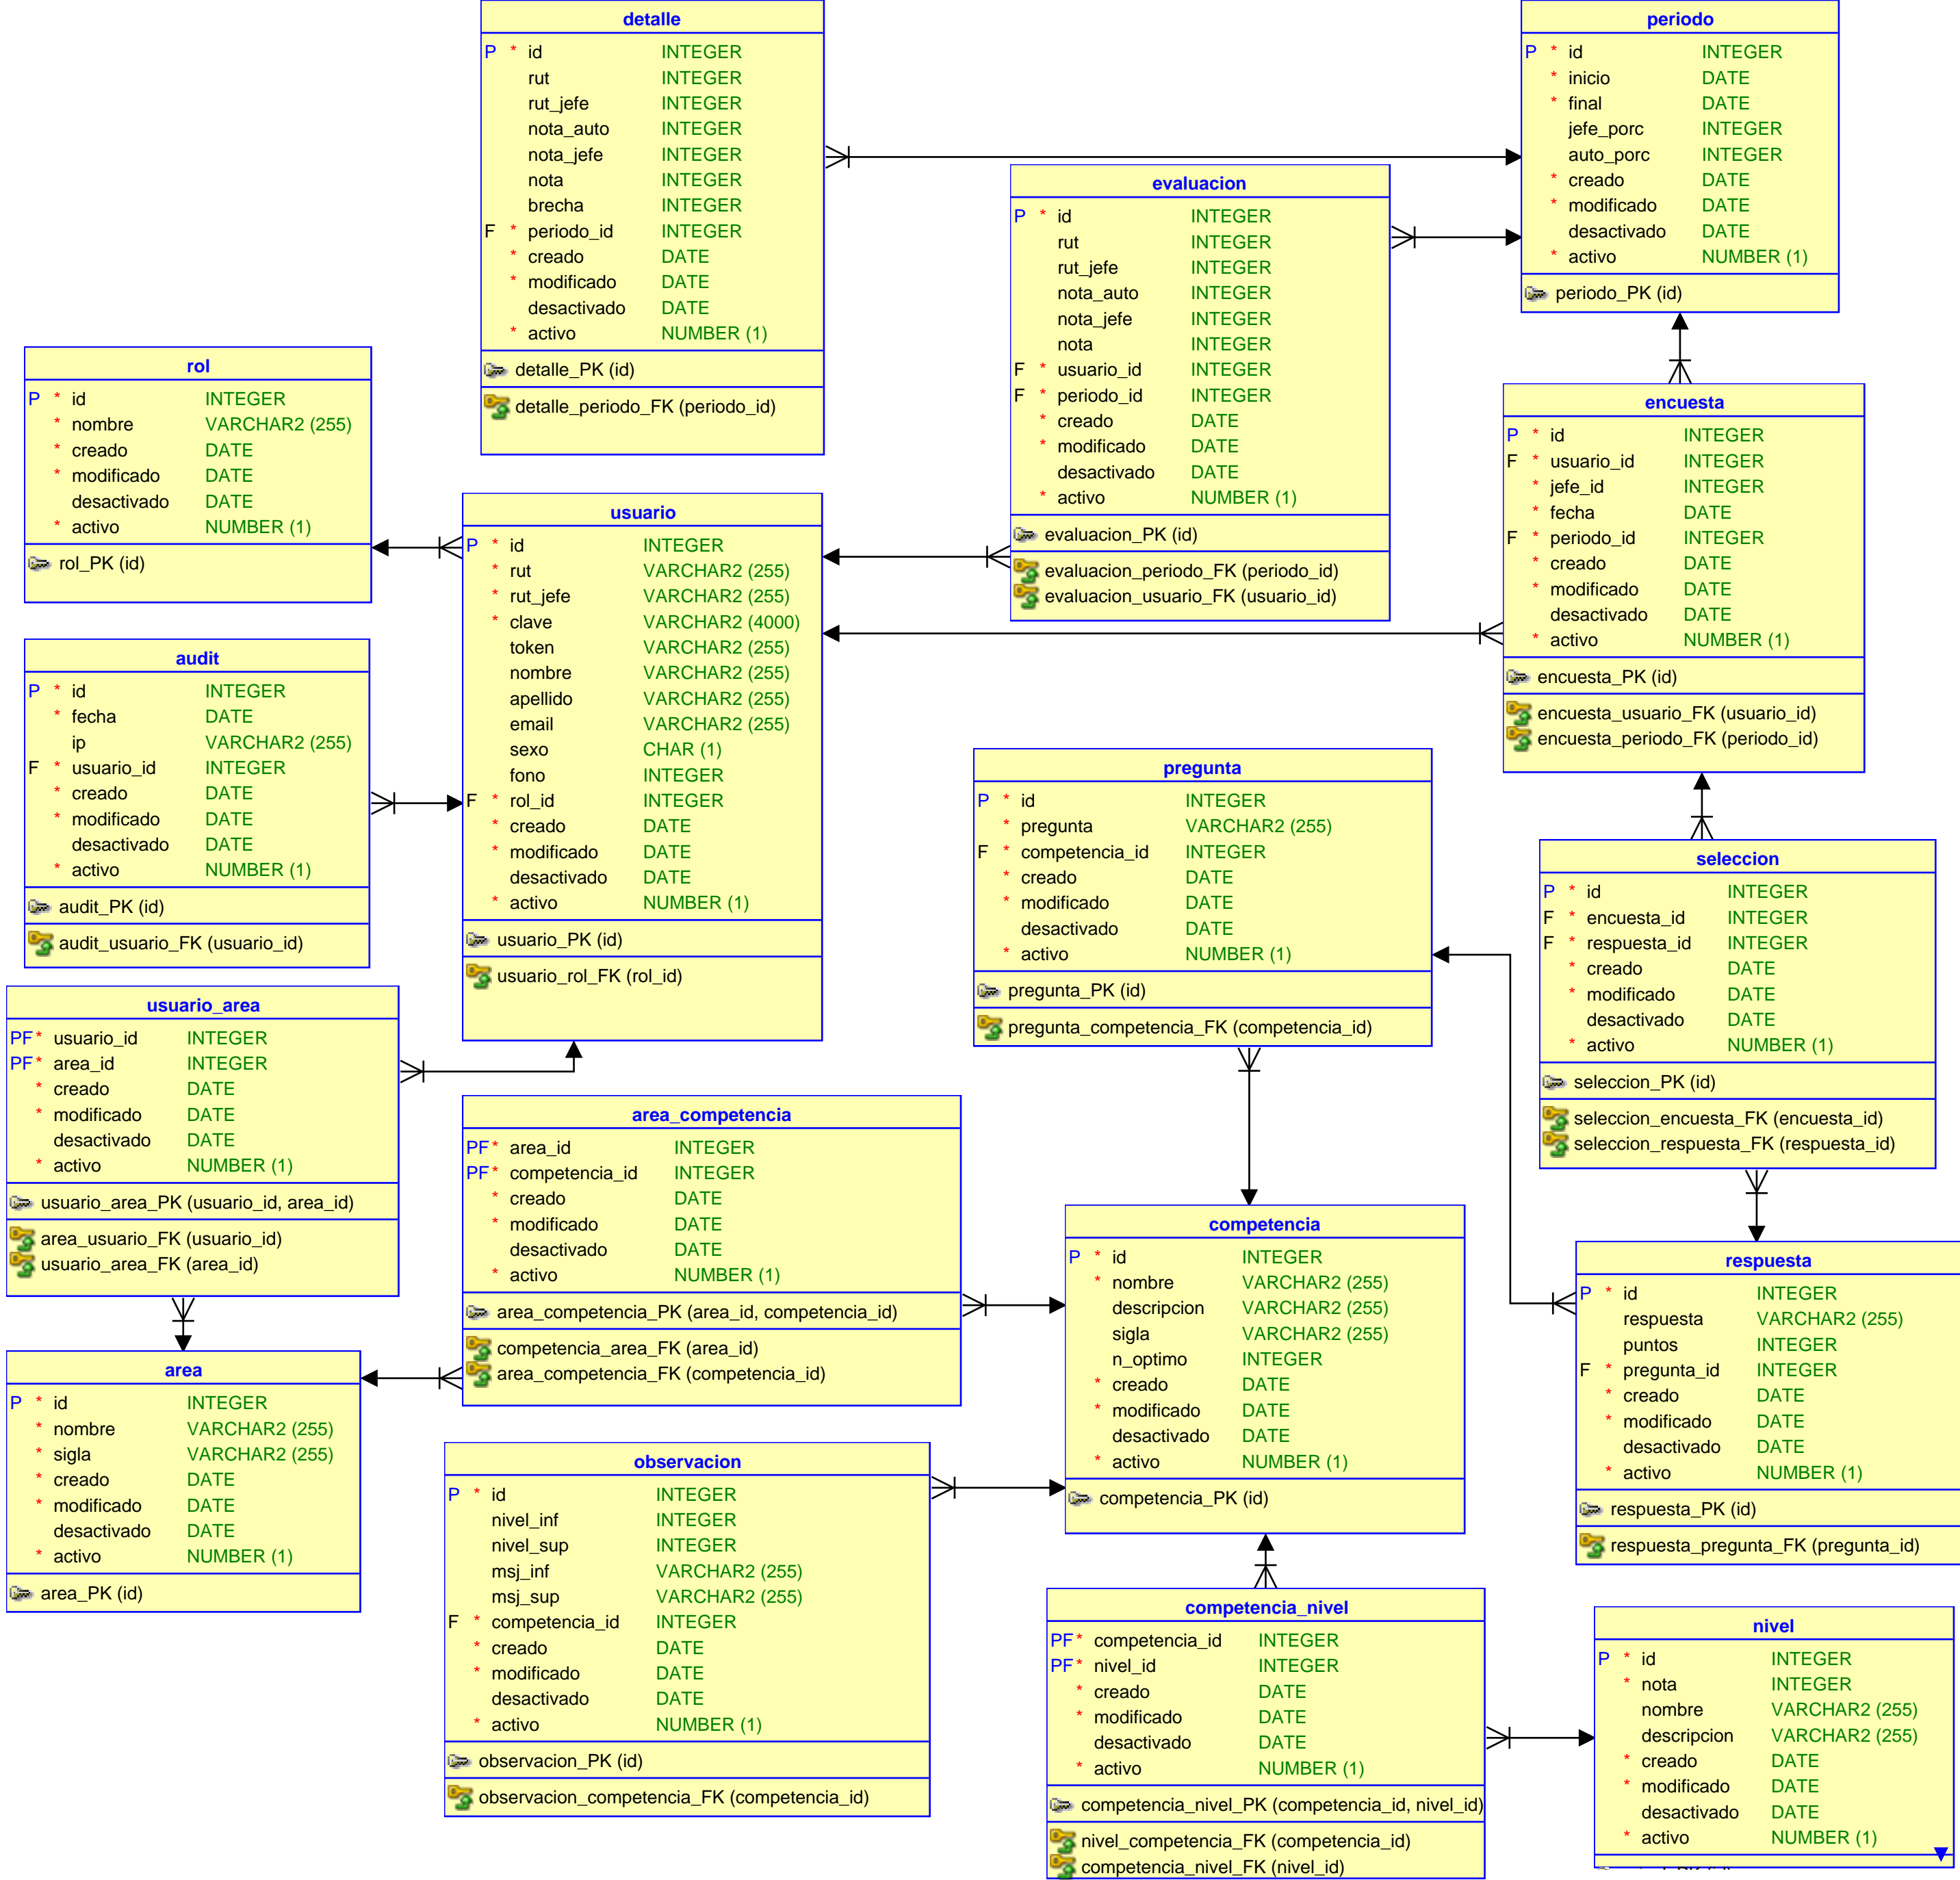 detalle
P * id INTEGER
rut INTEGER
rut_jefe INTEGER
nota_auto INTEGER
nota_jefe INTEGER
nota INTEGER
brecha INTEGER
F * periodo_id INTEGER
* creado DATE
* modificado DATE
desactivado DATE
* activo NUMBER (1)
detalle_PK (id)
detalle_periodo_FK (periodo_id)
periodo
P * id INTEGER
* inicio DATE
* final DATE
jefe_porc INTEGER
auto_porc INTEGER
* creado DATE
* modificado DATE
desactivado DATE
* activo NUMBER (1)
periodo_PK (id)
evaluacion
P * id INTEGER
rut INTEGER
rut_jefe INTEGER
nota_auto INTEGER
nota_jefe INTEGER
nota INTEGER
F * usuario_id INTEGER
F * periodo_id INTEGER
* creado DATE
* modificado DATE
desactivado DATE
* activo NUMBER (1)
evaluacion_PK (id)
evaluacion_periodo_FK (periodo_id)
evaluacion_usuario_FK (usuario_id)
rol
P * id INTEGER
* nombre VARCHAR2 (255)
* creado DATE
* modificado DATE
desactivado DATE
* activo NUMBER (1)
rol_PK (id)
encuesta
P * id INTEGER
F * usuario_id INTEGER
* jefe_id INTEGER
* fecha DATE
F * periodo_id INTEGER
* creado DATE
* modificado DATE
desactivado DATE
* activo NUMBER (1)
encuesta_PK (id)
encuesta_usuario_FK (usuario_id)
encuesta_periodo_FK (periodo_id)
usuario
P * id INTEGER
* rut VARCHAR2 (255)
* rut_jefe VARCHAR2 (255)
* clave VARCHAR2 (4000)
token VARCHAR2 (255)
nombre VARCHAR2 (255)
apellido VARCHAR2 (255)
email VARCHAR2 (255)
sexo CHAR (1)
fono INTEGER
F * rol_id INTEGER
* creado DATE
* modificado DATE
desactivado DATE
* activo NUMBER (1)
usuario_PK (id)
usuario_rol_FK (rol_id)
audit
P * id INTEGER
* fecha DATE
ip VARCHAR2 (255)
F * usuario_id INTEGER
* creado DATE
* modificado DATE
desactivado DATE
* activo NUMBER (1)
audit_PK (id)
audit_usuario_FK (usuario_id)
pregunta
P * id INTEGER
* pregunta VARCHAR2 (255)
F * competencia_id INTEGER
* creado DATE
* modificado DATE
desactivado DATE
* activo NUMBER (1)
pregunta_PK (id)
pregunta_competencia_FK (competencia_id)
seleccion
P * id INTEGER
F * encuesta_id INTEGER
F * respuesta_id INTEGER
* creado DATE
* modificado DATE
desactivado DATE
* activo NUMBER (1)
seleccion_PK (id)
seleccion_encuesta_FK (encuesta_id)
seleccion_respuesta_FK (respuesta_id)
usuario_area
PF * usuario_id INTEGER
PF * area_id INTEGER
* creado DATE
* modificado DATE
desactivado DATE
* activo NUMBER (1)
usuario_area_PK (usuario_id, area_id)
area_usuario_FK (usuario_id)
usuario_area_FK (area_id)
area_competencia
PF * area_id INTEGER
PF * competencia_id INTEGER
* creado DATE
* modificado DATE
desactivado DATE
* activo NUMBER (1)
area_competencia_PK (area_id, competencia_id)
competencia_area_FK (area_id)
area_competencia_FK (competencia_id)
competencia
P * id INTEGER
* nombre VARCHAR2 (255)
descripcion VARCHAR2 (255)
sigla VARCHAR2 (255)
n_optimo INTEGER
* creado DATE
* modificado DATE
desactivado DATE
* activo NUMBER (1)
competencia_PK (id)
respuesta
P * id INTEGER
respuesta VARCHAR2 (255)
puntos INTEGER
F * pregunta_id INTEGER
* creado DATE
* modificado DATE
desactivado DATE
* activo NUMBER (1)
respuesta_PK (id)
respuesta_pregunta_FK (pregunta_id)
area
P * id INTEGER
* nombre VARCHAR2 (255)
* sigla VARCHAR2 (255)
* creado DATE
* modificado DATE
desactivado DATE
* activo NUMBER (1)
area_PK (id)
observacion
P * id INTEGER
nivel_inf INTEGER
nivel_sup INTEGER
msj_inf VARCHAR2 (255)
msj_sup VARCHAR2 (255)
F * competencia_id INTEGER
* creado DATE
* modificado DATE
desactivado DATE
* activo NUMBER (1)
observacion_PK (id)
observacion_competencia_FK (competencia_id)
competencia_nivel
PF * competencia_id INTEGER
PF * nivel_id INTEGER
* creado DATE
* modificado DATE
desactivado DATE
* activo NUMBER (1)
competencia_nivel_PK (competencia_id, nivel_id)
nivel_competencia_FK (competencia_id)
competencia_nivel_FK (nivel_id)
nivel
P * id INTEGER
* nota INTEGER
nombre VARCHAR2 (255)
descripcion VARCHAR2 (255)
* creado DATE
* modificado DATE
desactivado DATE
* activo NUMBER (1)